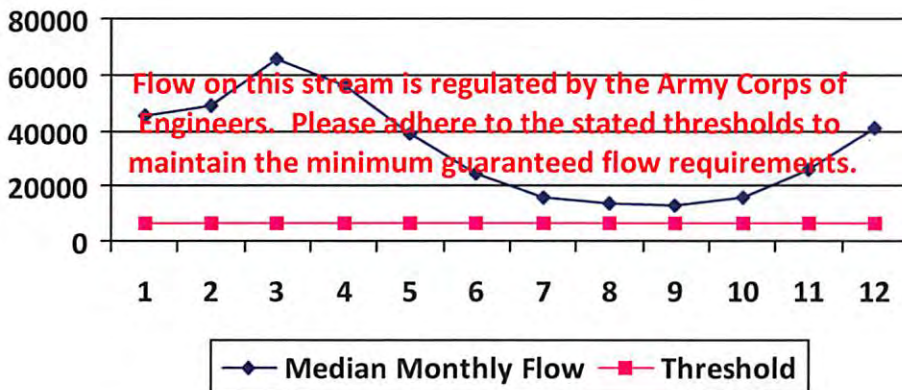 80000
60000
40000
20000
0
Flow on this stream is regulated by the Army Corps of
Engineers. Please adhere to the stated thresholds to
maintain the minimum guaranteed flow requirements.
1 2 3 4 5 6 7 8 9 10 11 12
Median Monthly Flow Threshold